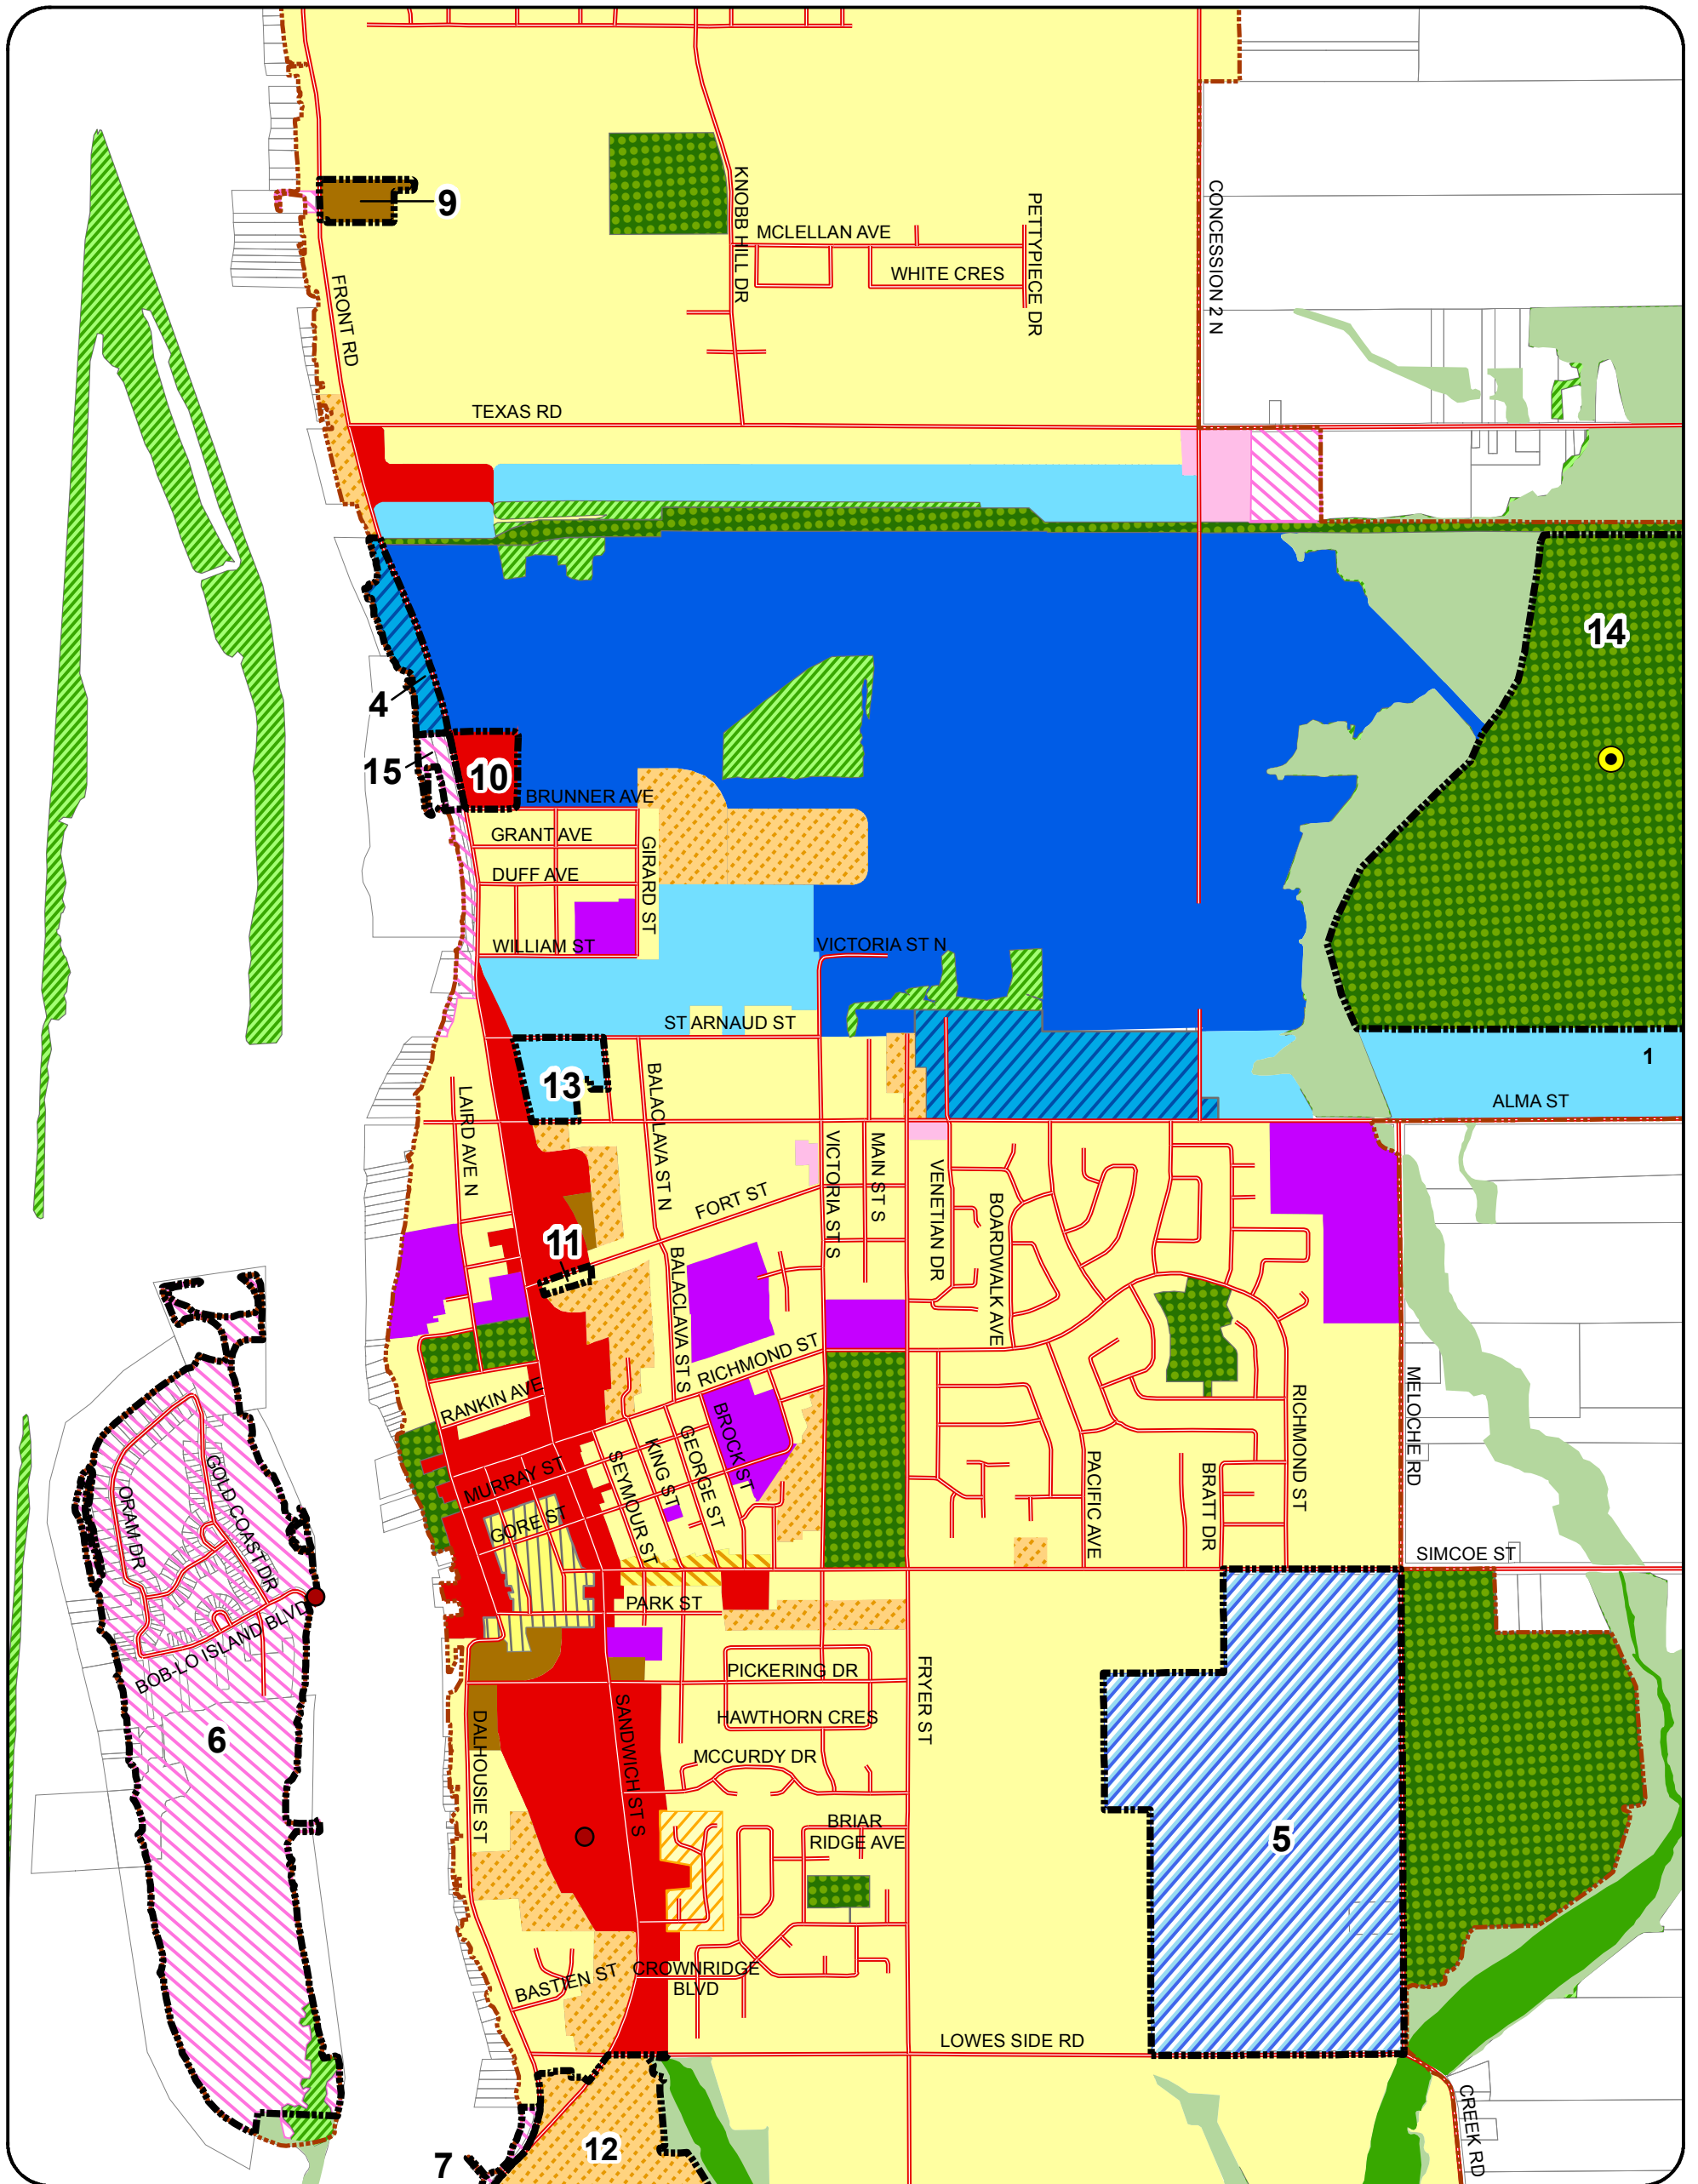 KNOBB HILL DR
PETTYPIECE DR
CONCESSION 2 N
9
MCLELLAN AVE
WHITE CRES
FRONT RD
TEXAS RD
14
4
15
10
BRUNNER AVE
GRANT AVE
GIRARD ST
DUFF AVE
WILLIAM ST
VICTORIA ST N
ST ARNAUD ST
1
13
ALMA ST
LAIRD AVE N
BALACLAVA ST N
VICTORIA ST S
MAIN ST S
VENETIAN DR
BOARDWALK AVE
FORT ST
11
BALACLAVA ST S
RICHMOND ST
RANKIN AVE
BROCK ST
MELOCHE RD
RICHMOND ST
MURRAY ST
SEYMOUR ST
KING ST
GEORGE ST
GORE ST
PACIFIC AVE
BRATT DR
ORAM DR
GOLD COAST DR
SIMCOE ST
BOB-LO ISLAND BLVD
PARK ST
PICKERING DR
FRYER ST
6
DALHOUSIE ST
SANDWICH ST S
HAWTHORN CRES
MCCURDY DR
BRIAR
RIDGE AVE
5
BASTIEN ST
CROWNRIDGE
BLVD
LOWES SIDE RD
CREEK RD
12
7